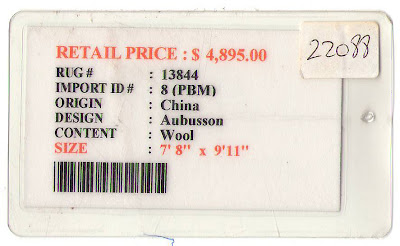 22088
RETAIL PRICE : $ 4,895.00
RUG # : 13844
IMPORT ID # : 8 (PBM)
ORIGIN : China
DESIGN : Aubusson
CONTENT : Wool
SIZE : 7' 8" x 9'11"